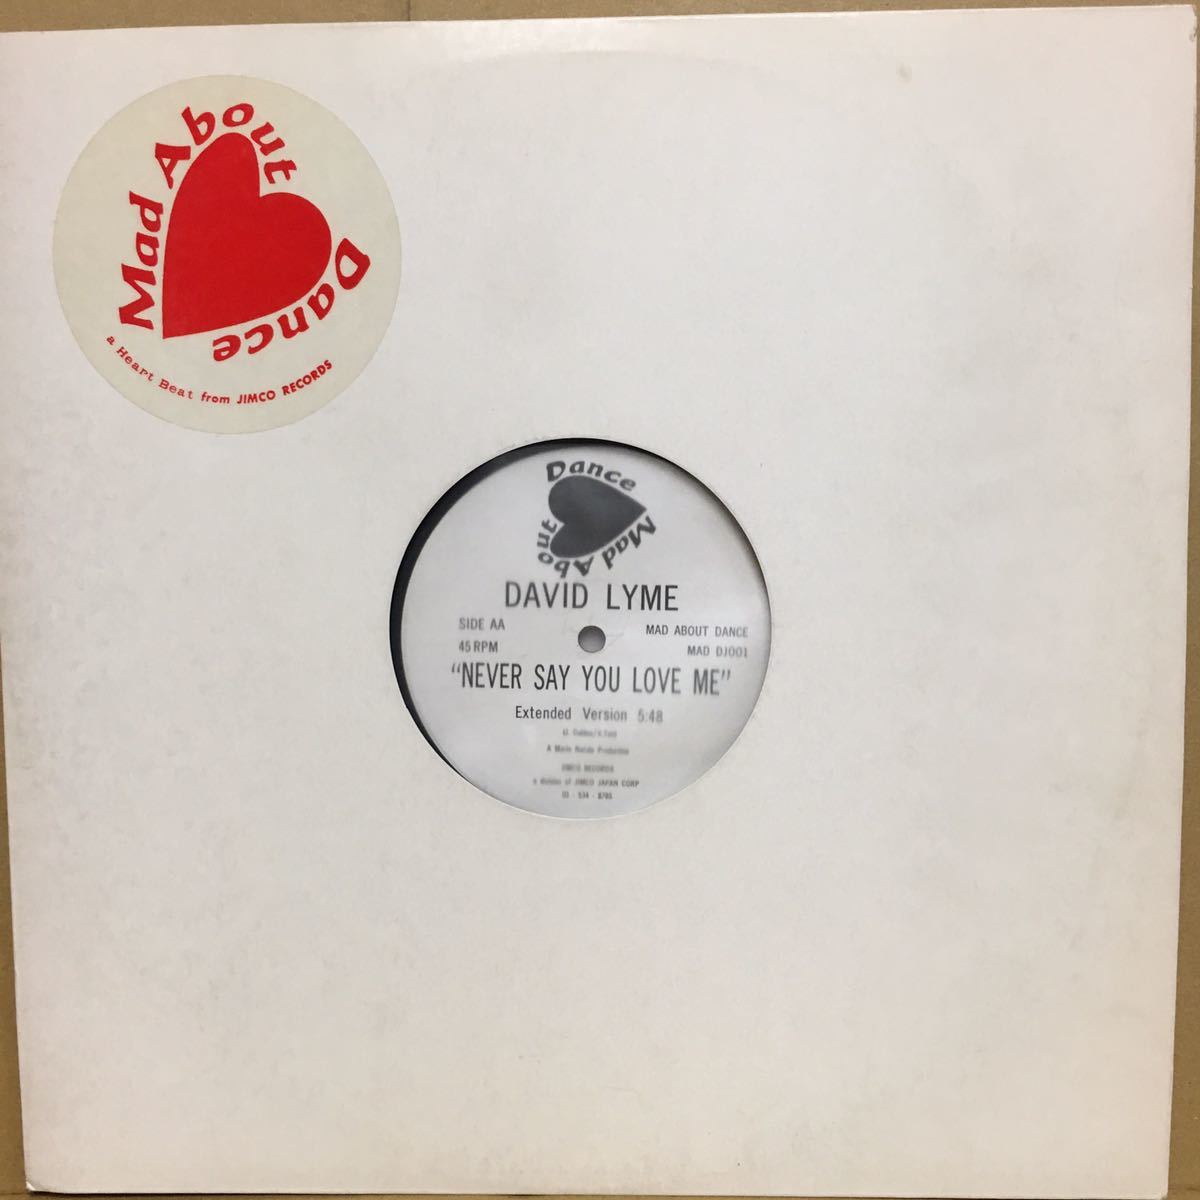 Mad About Dance
a Heart Beat from JIMCO RECORDS
Mad About Dance
DAVID LYME
SIDE AA
MAD ABOUT DANCE
45 RPM
MAD DJ001
"NEVER SAY YOU LOVE ME"
Extended Version 5:48
A Mario Production
JIMCO RECORDS
a division of JIMCO JAPAN CORP